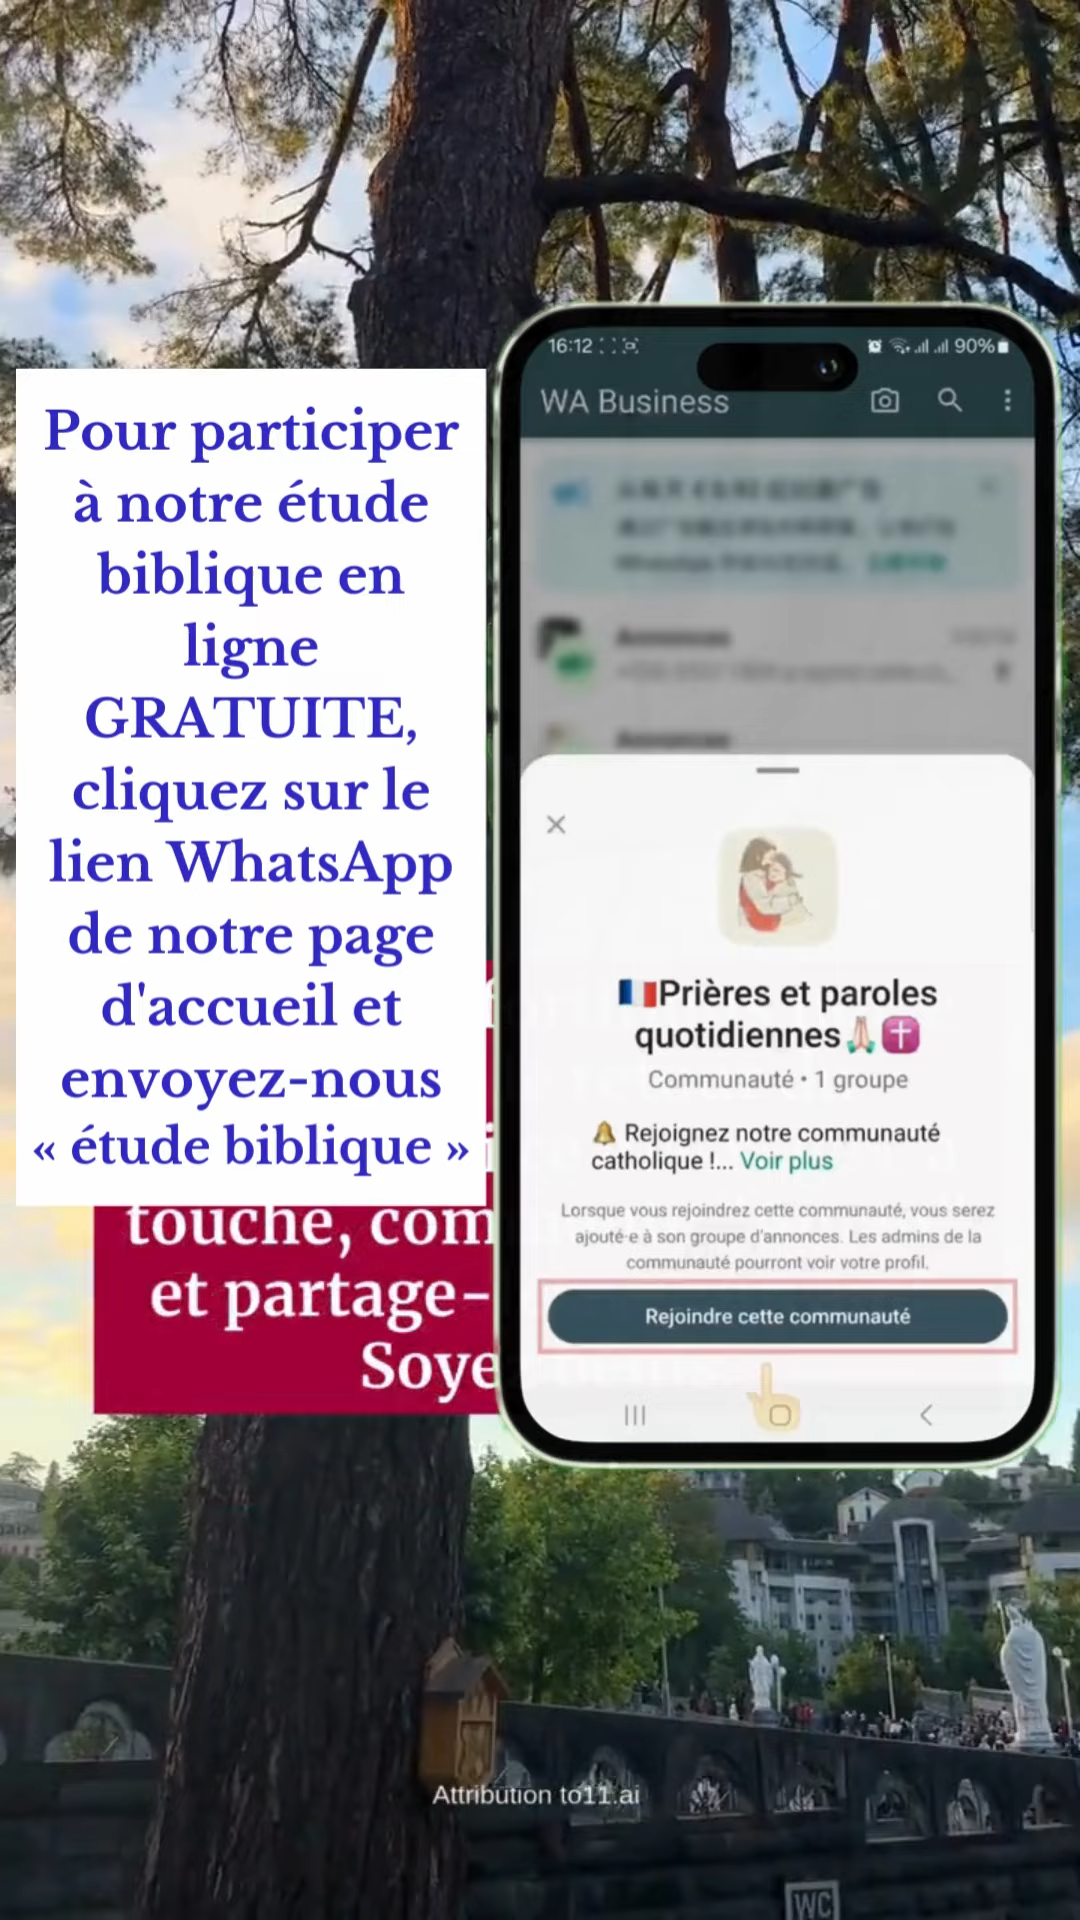 Pour participer
à notre étude
biblique en
ligne
GRATUITE,
cliquez sur le
lien WhatsApp
de notre page
d'accueil et
envoyez-nous
« étude biblique »
touche, com
et partage-
Soye
16:12
90%
WA Business
Annonces
Annonces
🇫🇷Prières et paroles
quotidiennes🙏🏻✝️
Communauté • 1 groupe
🔔 Rejoignez notre communauté
catholique !... Voir plus
Lorsque vous rejoindrez cette communauté, vous serez
ajouté·e à son groupe d'annonces. Les admins de la
communauté pourront voir votre profil.
Rejoindre cette communauté
Attribution to11.ai
WC